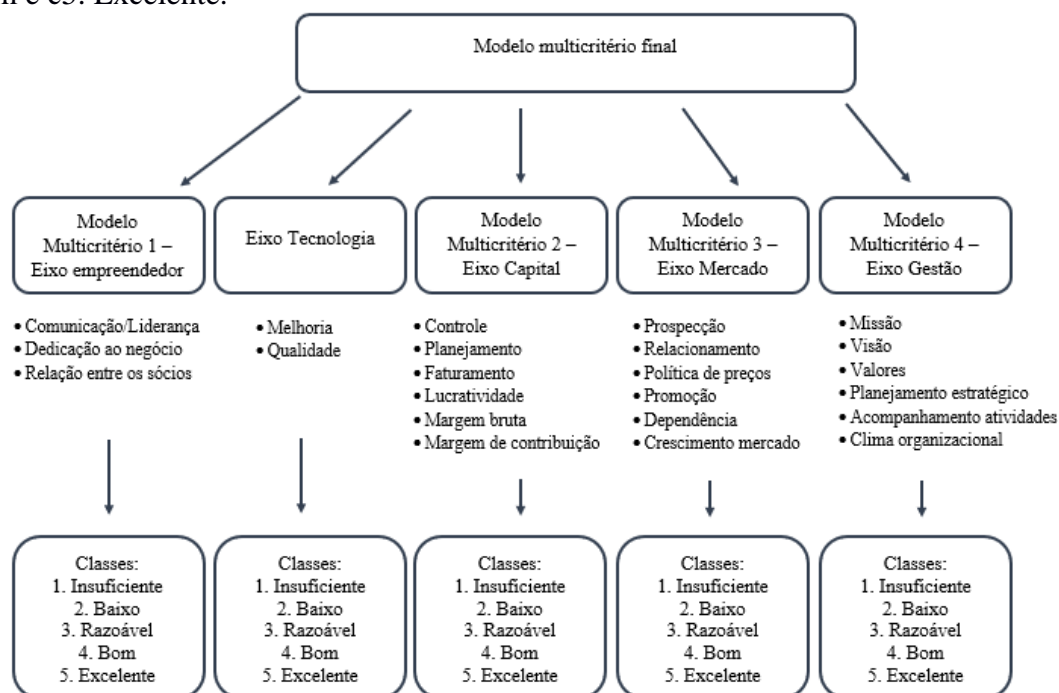 e5: Excelente.
Modelo multicritério final
Modelo
Multicritério 1 –
Eixo empreendedor
Eixo Tecnologia
Modelo
Multicritério 2 –
Eixo Capital
Modelo
Multicritério 3 –
Eixo Mercado
Modelo
Multicritério 4 –
Eixo Gestão
• Comunicação/Liderança
• Dedicação ao negócio
• Relação entre os sócios
• Melhoria
• Qualidade
• Controle
• Planejamento
• Faturamento
• Lucratividade
• Margem bruta
• Margem de contribuição
• Prospecção
• Relacionamento
• Política de preços
• Promoção
• Dependência
• Crescimento mercado
• Missão
• Visão
• Valores
• Planejamento estratégico
• Acompanhamento atividades
• Clima organizacional
Classes:
1. Insuficiente
2. Baixo
3. Razoável
4. Bom
5. Excelente
Classes:
1. Insuficiente
2. Baixo
3. Razoável
4. Bom
5. Excelente
Classes:
1. Insuficiente
2. Baixo
3. Razoável
4. Bom
5. Excelente
Classes:
1. Insuficiente
2. Baixo
3. Razoável
4. Bom
5. Excelente
Classes:
1. Insuficiente
2. Baixo
3. Razoável
4. Bom
5. Excelente